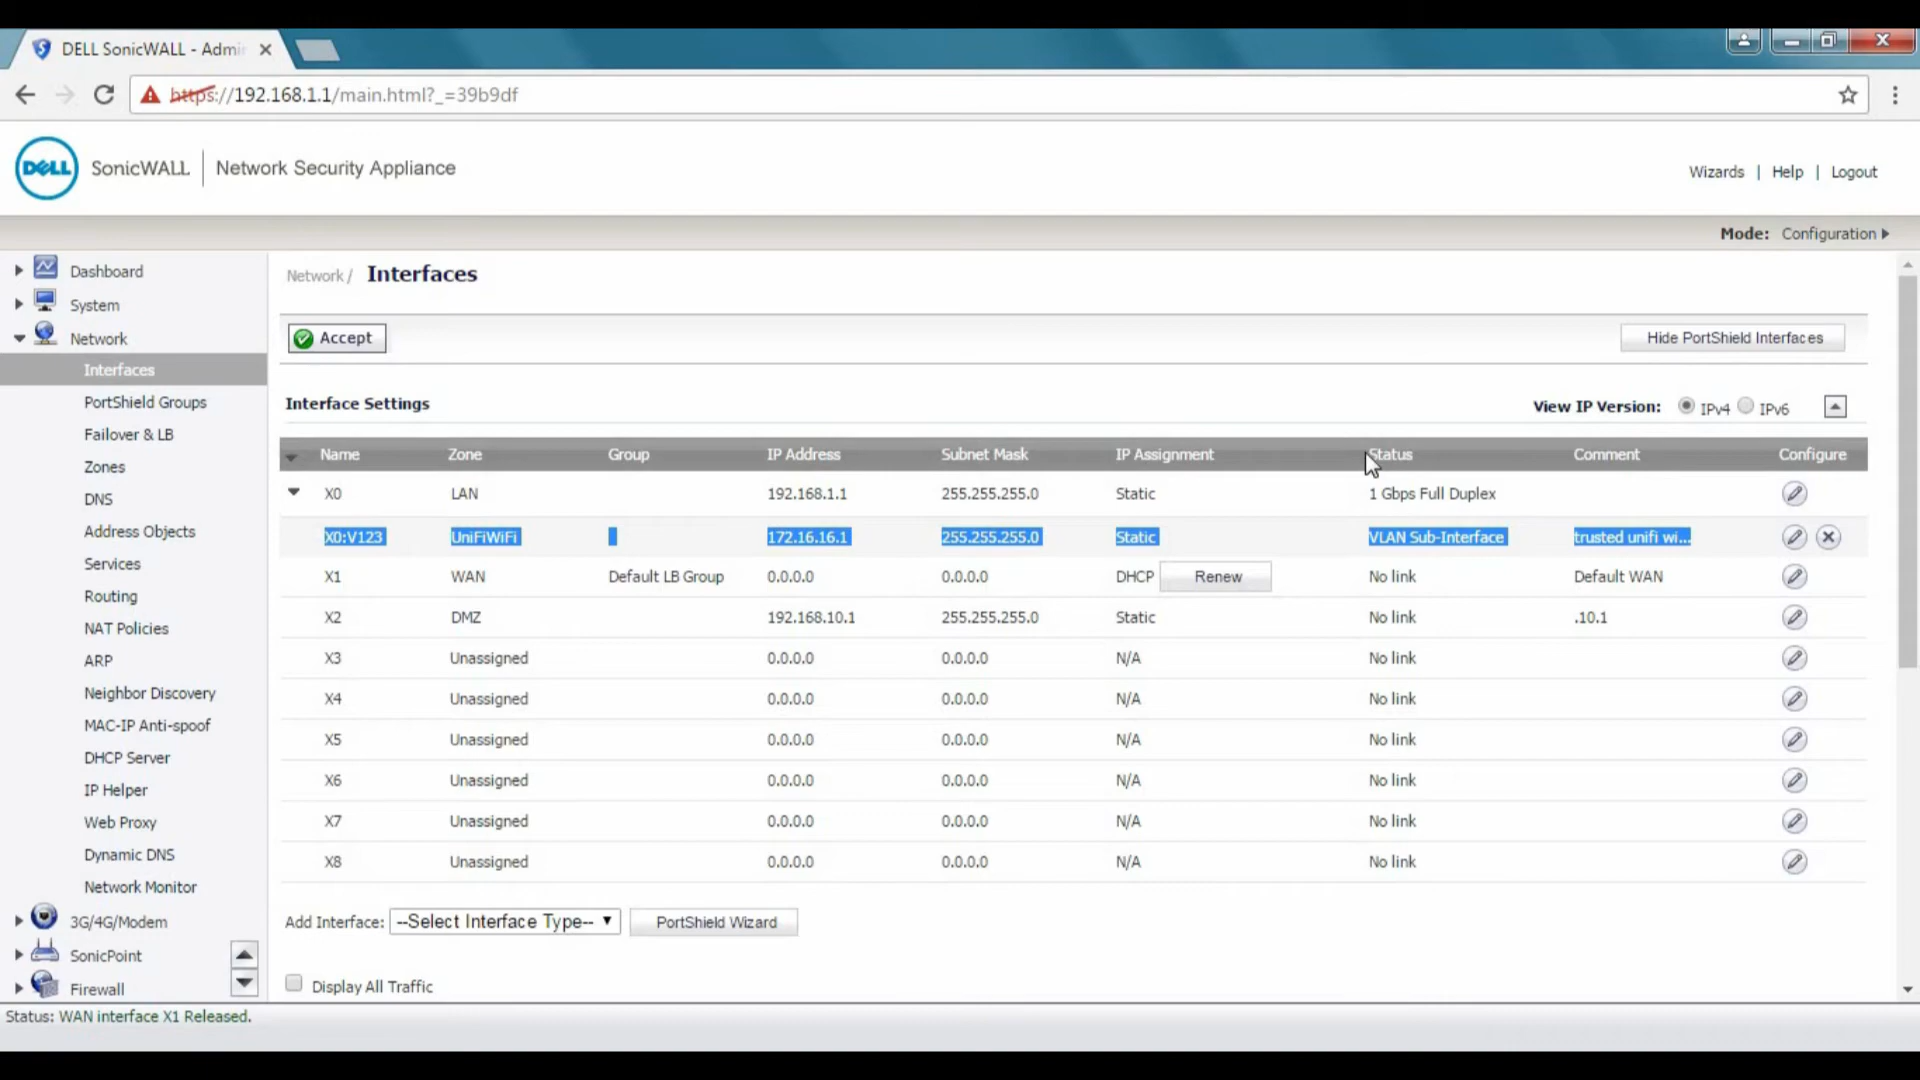 DELL SonicWALL - Admi
https://192.168.1.1/main.html?_=39b9df
DELL SonicWALL | Network Security Appliance
Wizards | Help | Logout
Mode: Configuration
Dashboard
System
Network
Interfaces
PortShield Groups
Failover & LB
Zones
DNS
Address Objects
Services
Routing
NAT Policies
ARP
Neighbor Discovery
MAC-IP Anti-spoof
DHCP Server
IP Helper
Web Proxy
Dynamic DNS
Network Monitor
3G/4G/Modem
SonicPoint
Firewall
Network / Interfaces
Accept
Hide PortShield Interfaces
Interface Settings
View IP Version: IPv4 IPv6
Name Zone Group IP Address Subnet Mask IP Assignment Status Comment Configure
X0 LAN 192.168.1.1 255.255.255.0 Static 1 Gbps Full Duplex
X0:V123 UniFiWiFi 172.16.16.1 255.255.255.0 Static VLAN Sub-Interface trusted unifi wi...
X1 WAN Default LB Group 0.0.0.0 0.0.0.0 DHCP Renew No link Default WAN
X2 DMZ 192.168.10.1 255.255.255.0 Static No link .10.1
X3 Unassigned 0.0.0.0 0.0.0.0 N/A No link
X4 Unassigned 0.0.0.0 0.0.0.0 N/A No link
X5 Unassigned 0.0.0.0 0.0.0.0 N/A No link
X6 Unassigned 0.0.0.0 0.0.0.0 N/A No link
X7 Unassigned 0.0.0.0 0.0.0.0 N/A No link
X8 Unassigned 0.0.0.0 0.0.0.0 N/A No link
Add Interface: --Select Interface Type-- PortShield Wizard
Display All Traffic
Status: WAN interface X1 Released.